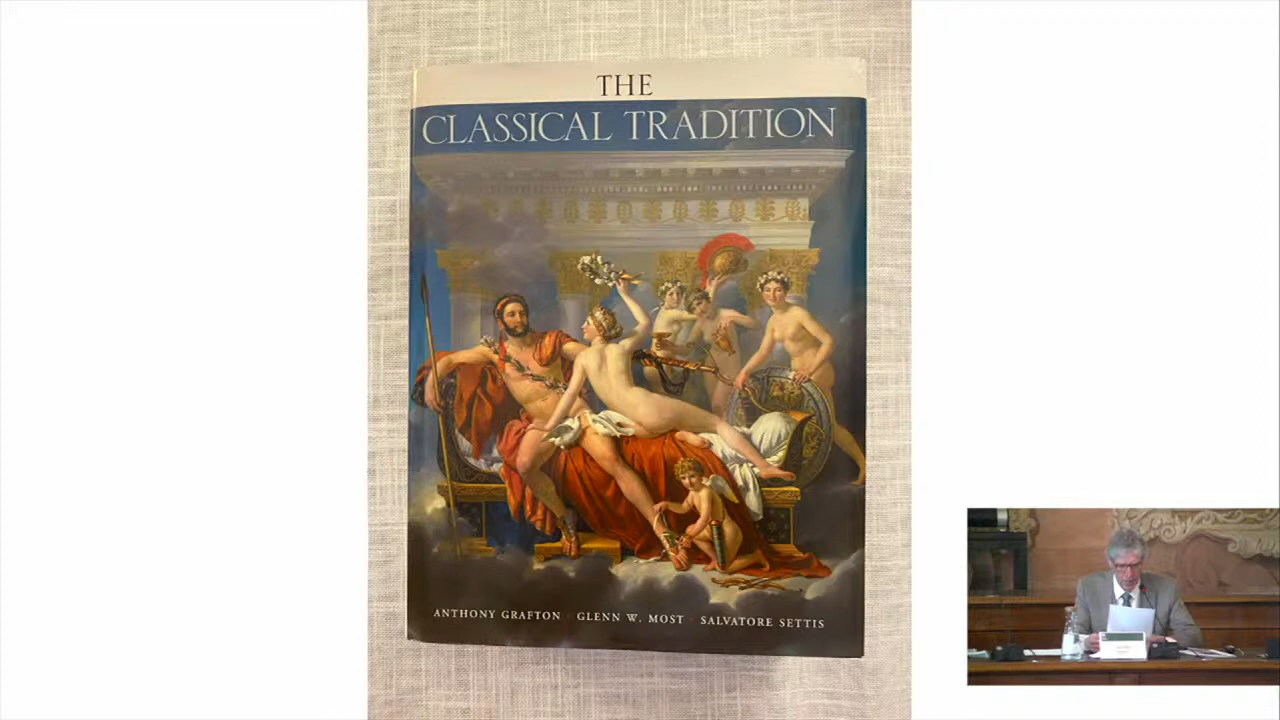 THE
CLASSICAL TRADITION
ANTHONY GRAFTON · GLENN W. MOST · SALVATORE SETTIS